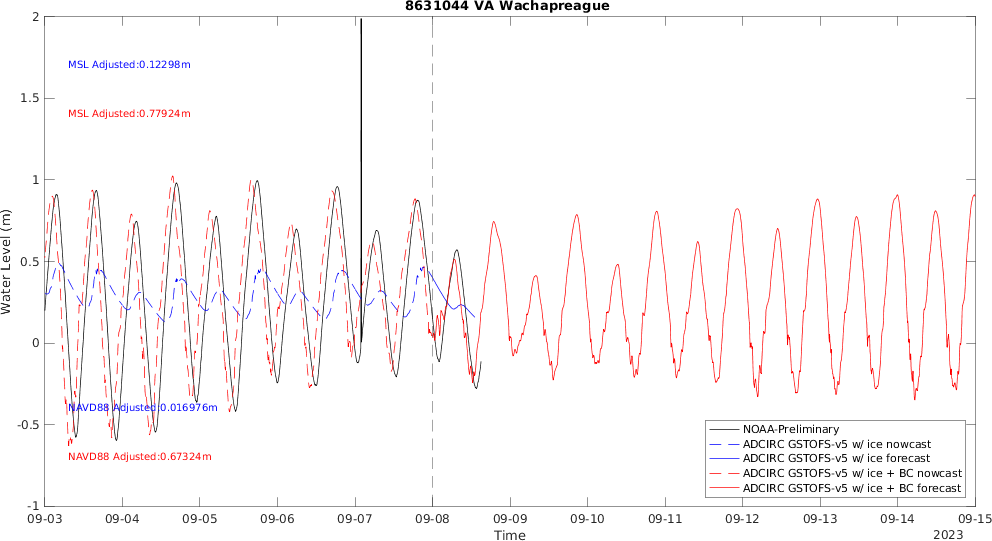 8631044 VA Wachapreague
2
1.5
1
0.5
0
-0.5
-1
Water Level (m)
MSL Adjusted:0.12298m
MSL Adjusted:0.77924m
NAVD88 Adjusted:0.016976m
NAVD88 Adjusted:0.67324m
NOAA-Preliminary
ADCIRC GSTOFS-v5 w/ ice nowcast
ADCIRC GSTOFS-v5 w/ ice forecast
ADCIRC GSTOFS-v5 w/ ice + BC nowcast
ADCIRC GSTOFS-v5 w/ ice + BC forecast
09-03 09-04 09-05 09-06 09-07 09-08 09-09 09-10 09-11 09-12 09-13 09-14 09-15
Time
2023